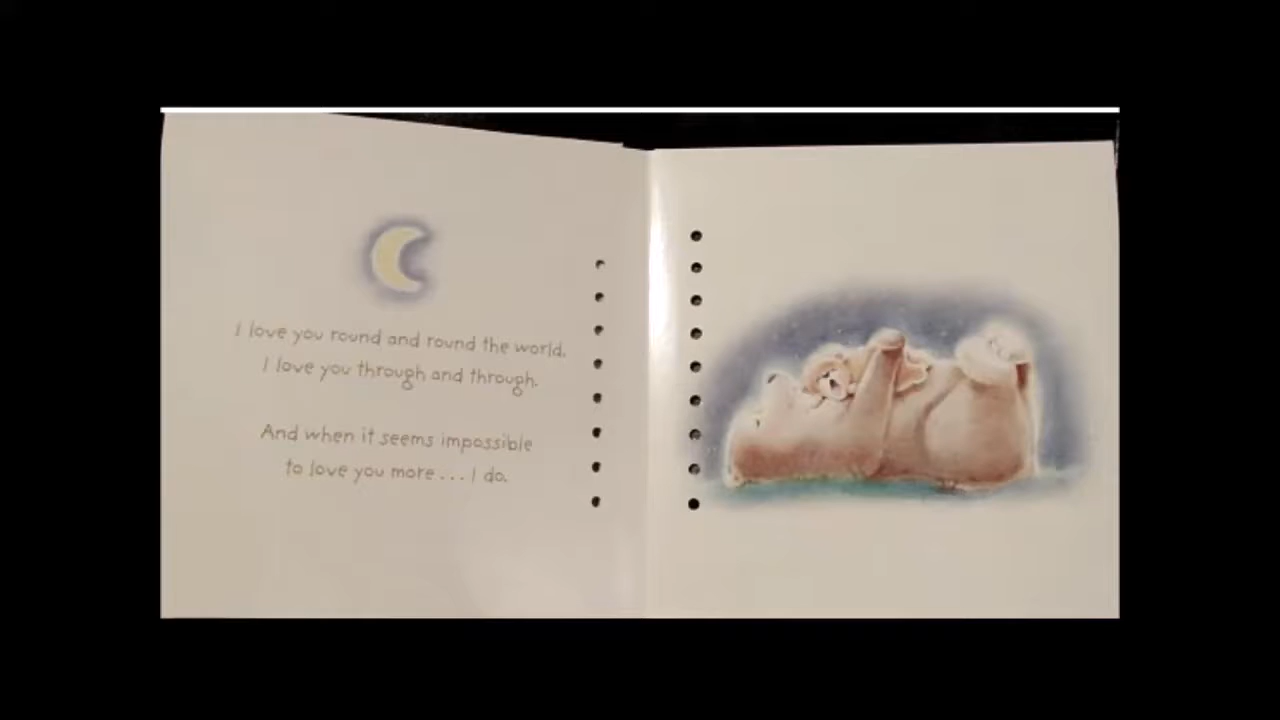 I love you round and round the world.
I love you through and through.
And when it seems impossible
to love you more . . . I do.